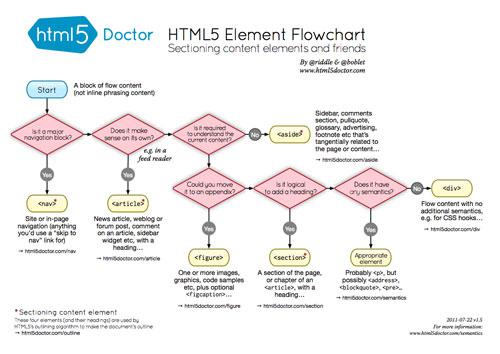 html5 Doctor
HTML5 Element Flowchart
Sectioning content elements and friends
By @riddle & @boblet
www.html5doctor.com
Start
A block of flow content
(not inline phrasing content)
Is it a major
navigation block?
Does it make
sense on its own?
e.g. in a
feed reader
Is it required
to understand the
current content?
No
<aside>*
Sidebar, comments
section, pullquote,
glossary, advertising,
footnote etc that's
tangentially related to
the page or content…
→ html5doctor.com/aside
Yes
Yes
Yes
<nav>*
Site or in-page
navigation (anything
you'd use a "skip to
nav" link for)
→ html5doctor.com/nav
<article>*
News article, weblog or
forum post, comment
on an article, sidebar
widget etc, with a
heading…
→ html5doctor.com/article
Could you move
it to an appendix?
Is it logical
to add a heading?
Does it have
any semantics?
No
<div>
Flow content with no
additional semantics,
e.g. for CSS hooks…
→ html5doctor.com/div
Yes
Yes
Yes
<figure>
One or more images,
graphics, code samples
etc, plus optional
<figcaption>…
→ html5doctor.com/figure
<section>*
A section of the page,
or chapter of an
<article>, with a
heading…
→ html5doctor.com/section
Appropriate
element
Probably <p>, but
possibly <address>,
<blockquote>, <pre>…
→ html5doctor.com/semantics
*Sectioning content element
These four elements (and their headings) are used by
HTML5's outlining algorithm to make the document's outline
→ html5doctor.com/outline
2011-07-22 v1.5
For more information:
www.html5doctor.com/semantics